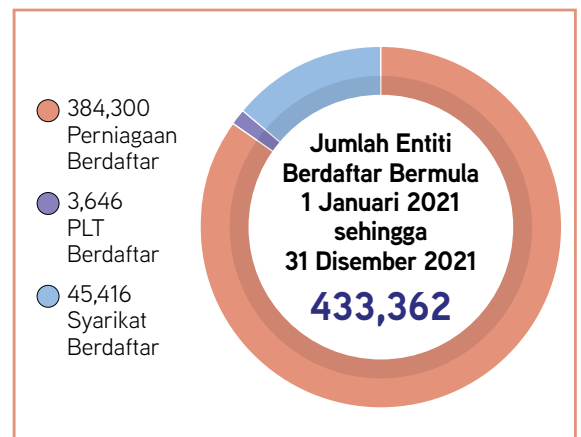 384,300
Perniagaan
Berdaftar
3,646
PLT
Berdaftar
45,416
Syarikat
Berdaftar
Jumlah Entiti
Berdaftar Bermula
1 Januari 2021
sehingga
31 Disember 2021
433,362